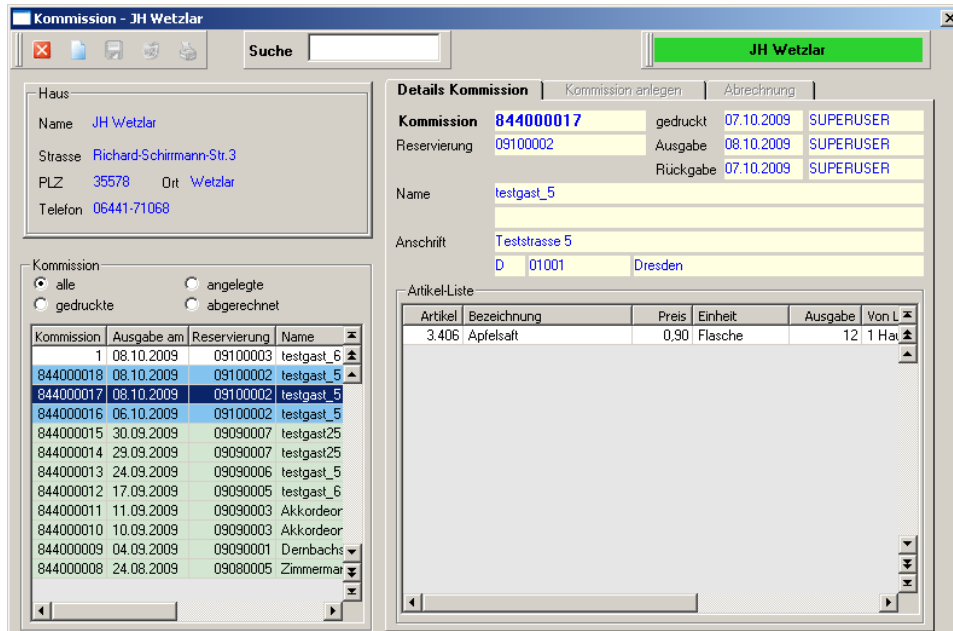 Kommission - JH Wetzlar
Suche
JH Wetzlar
Haus
Name JH Wetzlar
Strasse Richard-Schirrmann-Str.3
PLZ 35578 Ort Wetzlar
Telefon 06441-71068
Kommission
alle angelegte
gedruckte abgerechnet
Kommission Ausgabe am Reservierung Name
1 08.10.2009 09100003 testgast_6
844000018 08.10.2009 09100002 testgast_5
844000017 08.10.2009 09100002 testgast_5
844000016 06.10.2009 09100002 testgast_5
844000015 30.09.2009 09090007 testgast25
844000014 29.09.2009 09090007 testgast25
844000013 24.09.2009 09090006 testgast_5
844000012 17.09.2009 09090005 testgast_6
844000011 11.09.2009 09090003 Akkordeor
844000010 10.09.2009 09090003 Akkordeor
844000009 04.09.2009 09090001 Dernbachs
844000008 24.08.2009 09080005 Zimmermar
Details Kommission Kommission anlegen Abrechnung
Kommission 844000017 gedruckt 07.10.2009 SUPERUSER
Reservierung 09100002 Ausgabe 08.10.2009 SUPERUSER
Rückgabe 07.10.2009 SUPERUSER
Name testgast_5
Anschrift Teststrasse 5
D 01001 Dresden
Artikel-Liste
Artikel Bezeichnung Preis Einheit Ausgabe Von L
3.406 Apfelsaft 0,90 Flasche 12 1 Hau